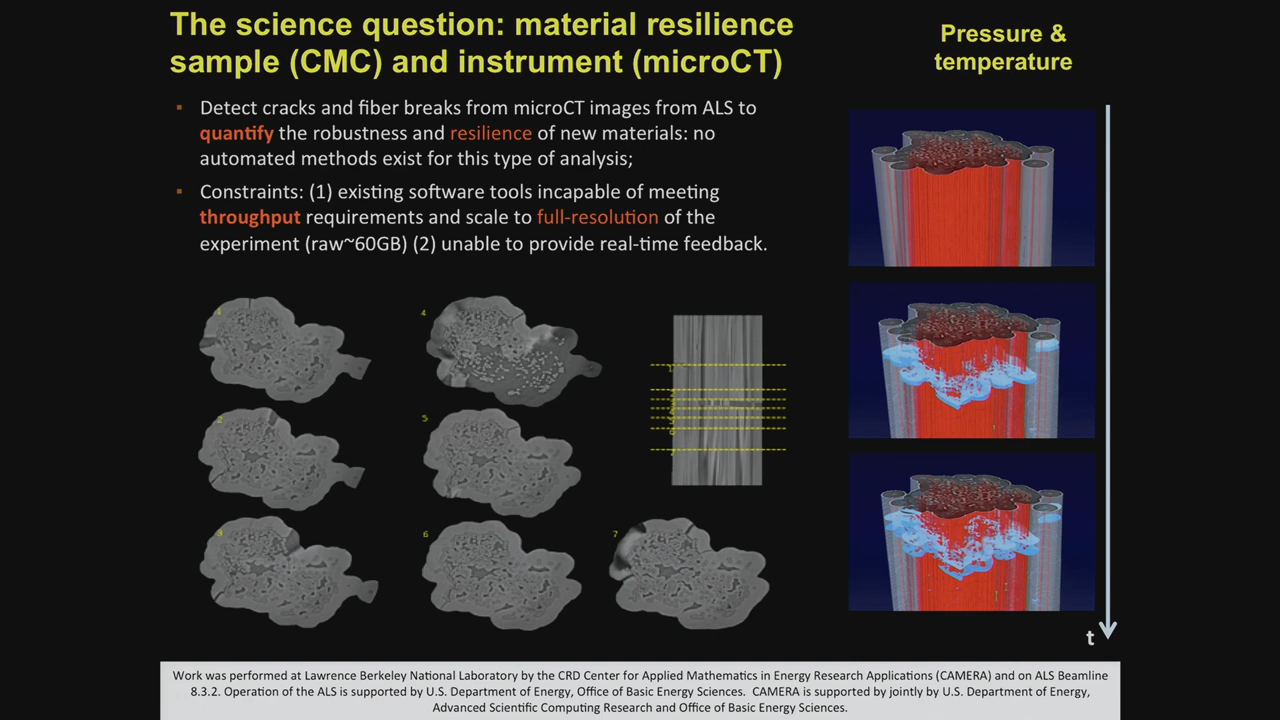 The science question: material resilience
sample (CMC) and instrument (microCT)
Pressure &
temperature
▪ Detect cracks and fiber breaks from microCT images from ALS to
quantify the robustness and resilience of new materials: no
automated methods exist for this type of analysis;
▪ Constraints: (1) existing software tools incapable of meeting
throughput requirements and scale to full-resolution of the
experiment (raw~60GB) (2) unable to provide real-time feedback.
4
2
5
6
7
t
Work was performed at Lawrence Berkeley National Laboratory by the CRD Center for Applied Mathematics in Energy Research Applications (CAMERA) and on ALS Beamline
8.3.2. Operation of the ALS is supported by U.S. Department of Energy, Office of Basic Energy Sciences. CAMERA is supported by jointly by U.S. Department of Energy,
Advanced Scientific Computing Research and Office of Basic Energy Sciences.